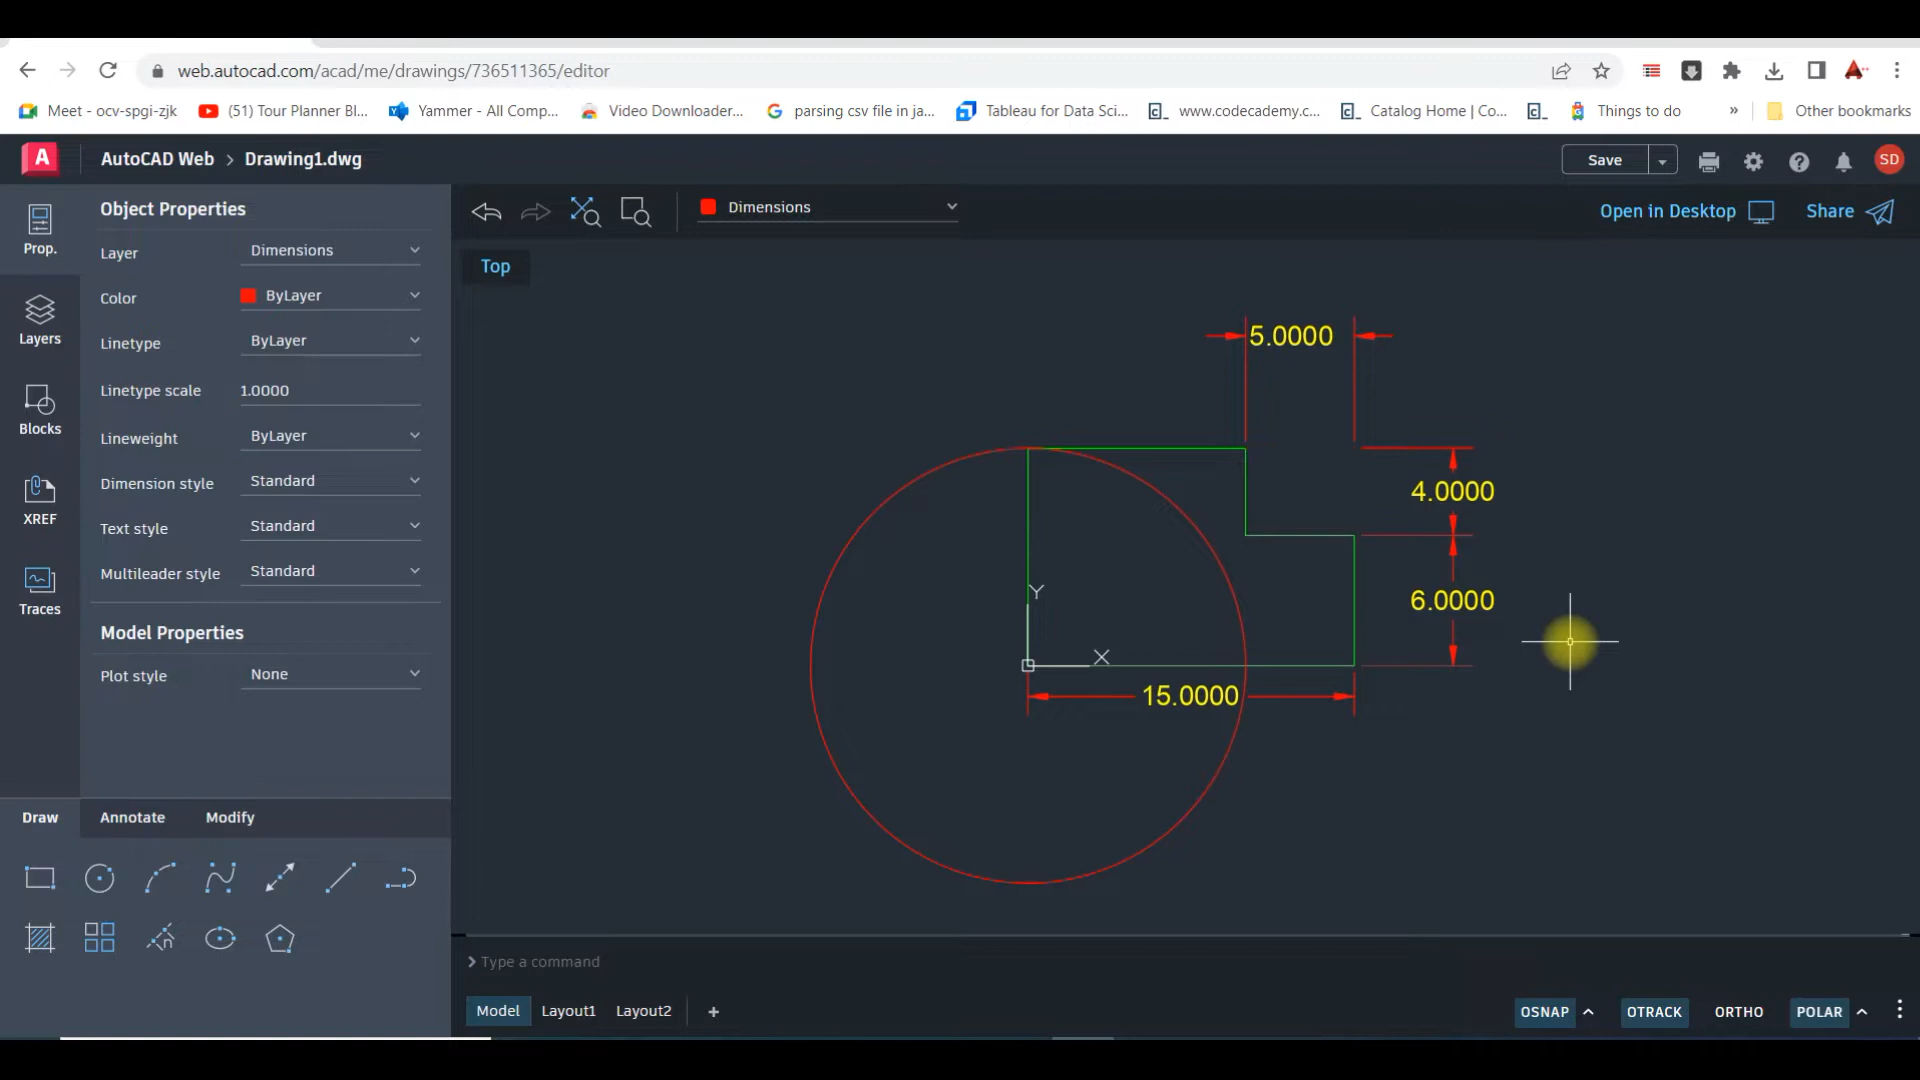 web.autocad.com/acad/me/drawings/736511365/editor
Meet - ocv-spgi-zjk
(51) Tour Planner Bl...
Yammer - All Comp...
Video Downloader...
parsing csv file in ja...
Tableau for Data Sci...
www.codecademy.c...
Catalog Home | Co...
Things to do
»
Other bookmarks
A
AutoCAD Web > Drawing1.dwg
Save
SD
Prop.
Layers
Blocks
XREF
Traces
Object Properties
Layer Dimensions
Color ByLayer
Linetype ByLayer
Linetype scale 1.0000
Lineweight ByLayer
Dimension style Standard
Text style Standard
Multileader style Standard
Model Properties
Plot style None
Dimensions
Open in Desktop
Share
Top
5.0000
4.0000
Y
6.0000
X
15.0000
Draw Annotate Modify
n
Type a command
Model Layout1 Layout2 +
OSNAP OTRACK ORTHO POLAR